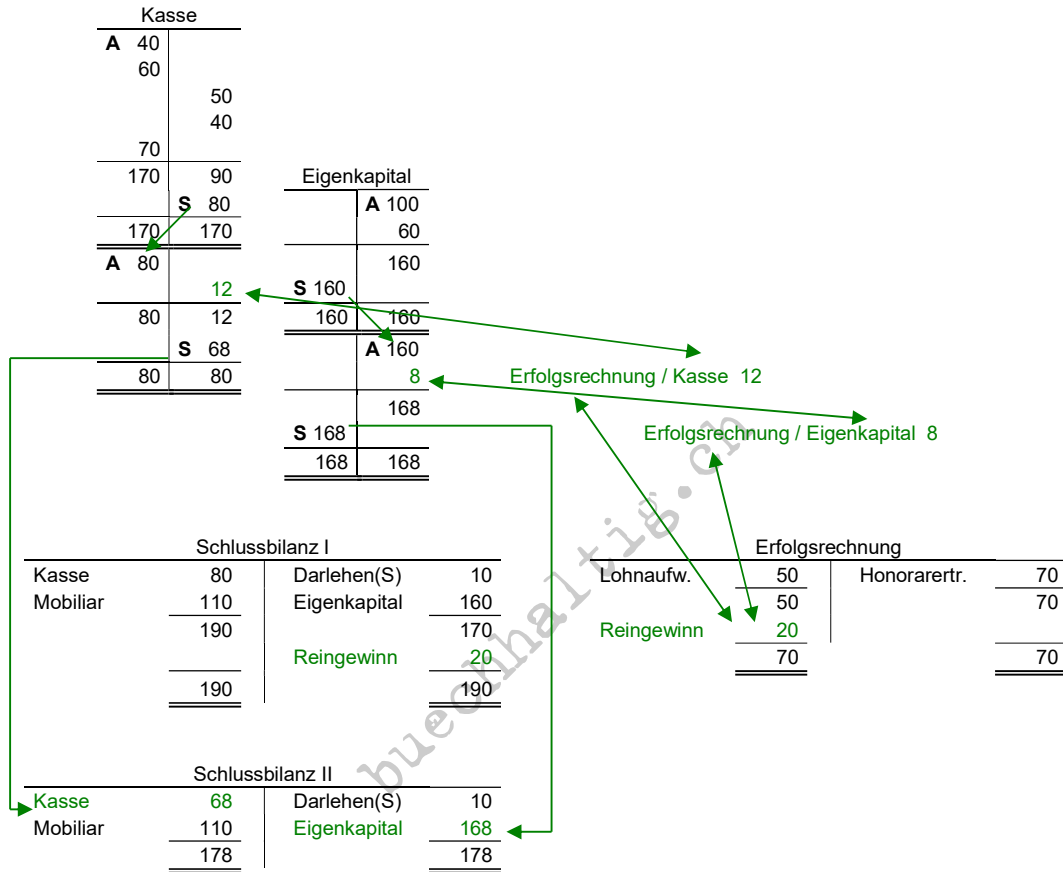 Kasse
A 40
60
50
40
70
170 90
Eigenkapital
S 80
A 100
170 170
60
A 80
160
12
S 160
80 12
160 160
S 68
A 160
80 80
8
Erfolgsrechnung / Kasse 12
168
S 168
Erfolgsrechnung / Eigenkapital 8
168 168
buechhaltig.ch
Schlussbilanz I
Kasse 80 Darlehen(S) 10
Mobiliar 110 Eigenkapital 160
190 170
Reingewinn 20
190 190
Erfolgsrechnung
Lohnaufw. 50 Honorarertr. 70
50 70
Reingewinn 20
70 70
Schlussbilanz II
Kasse 68 Darlehen(S) 10
Mobiliar 110 Eigenkapital 168
178 178